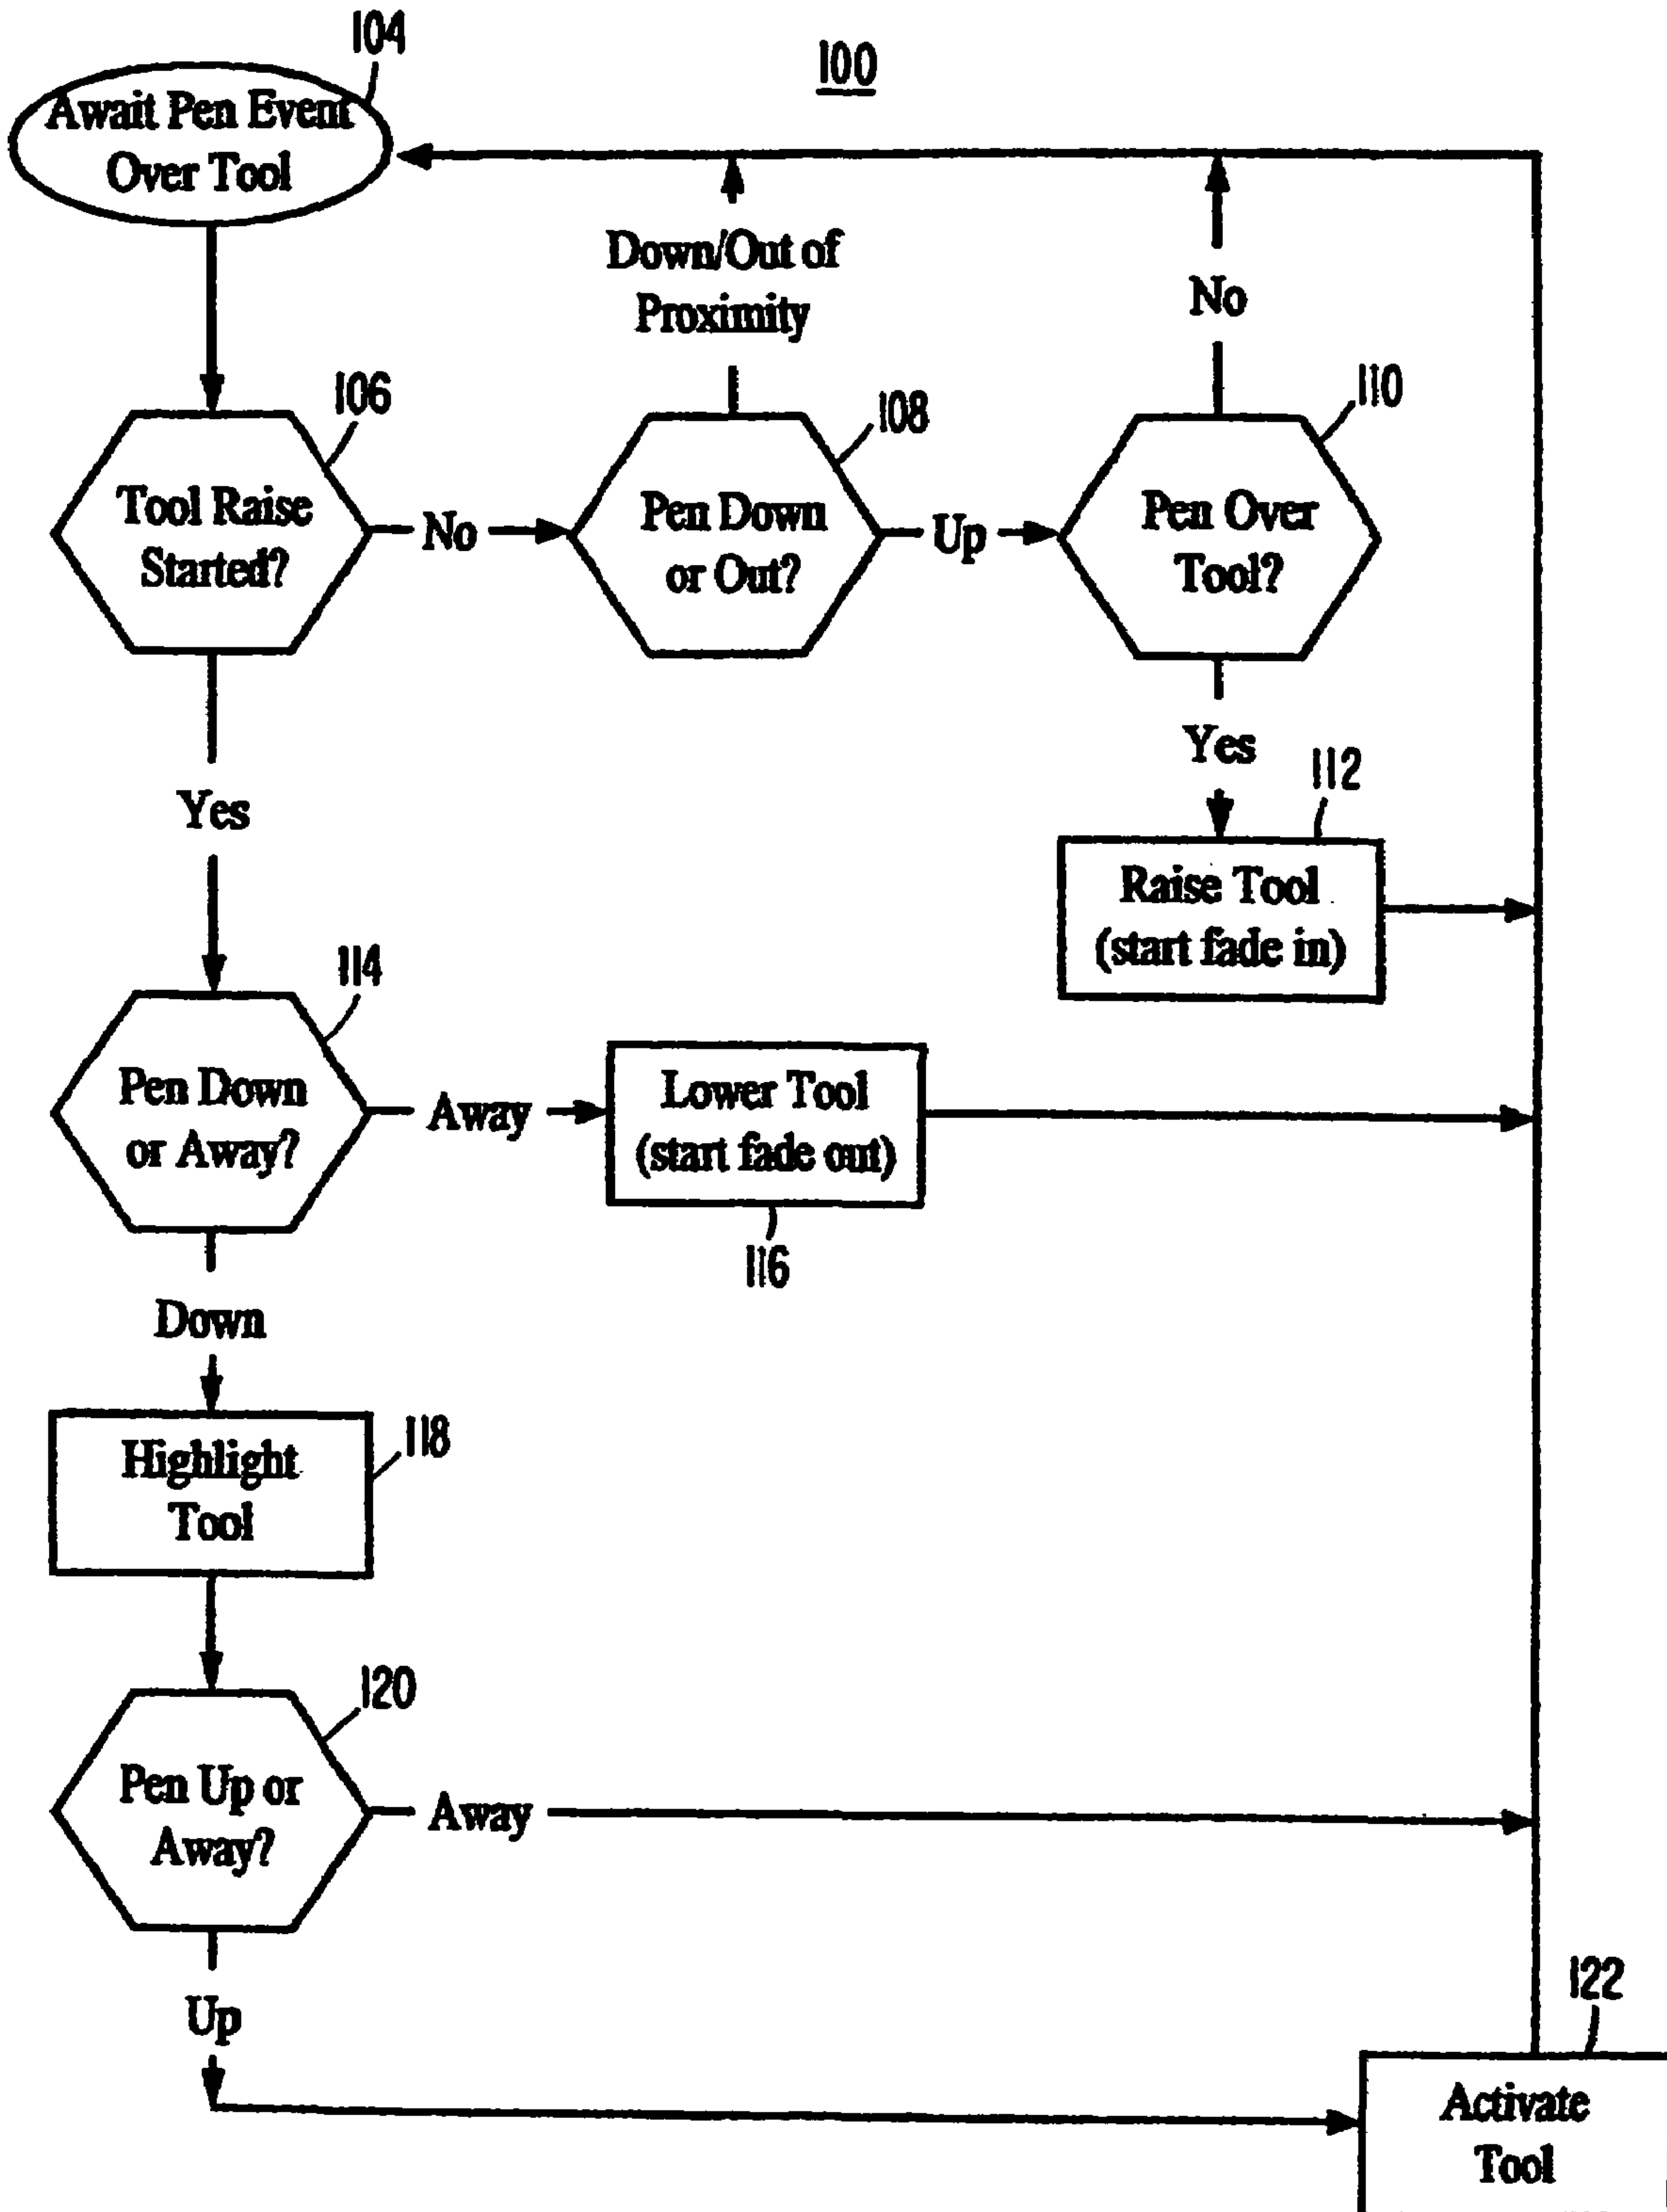 104
100
Await Pen Event
Over Tool
Down/Out of
Proximity
No
106
108
110
Tool Raise
Started?
No
Pen Down
or Out?
Up
Pen Over
Tool?
Yes
Yes
112
Raise Tool
(start fade in)
114
Pen Down
or Away?
Away
Lower Tool
(start fade out)
116
Down
118
Highlight
Tool
120
Pen Up or
Away?
Away
Up
122
Activate
Tool